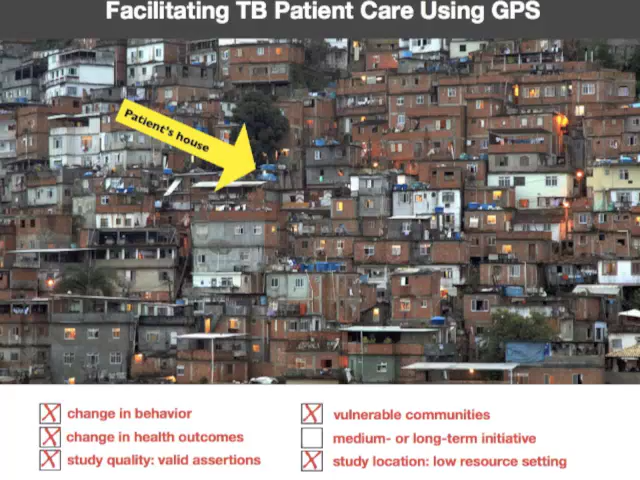 Facilitating TB Patient Care Using GPS
Patient's house
change in behavior
change in health outcomes
study quality: valid assertions
vulnerable communities
medium- or long-term initiative
study location: low resource setting